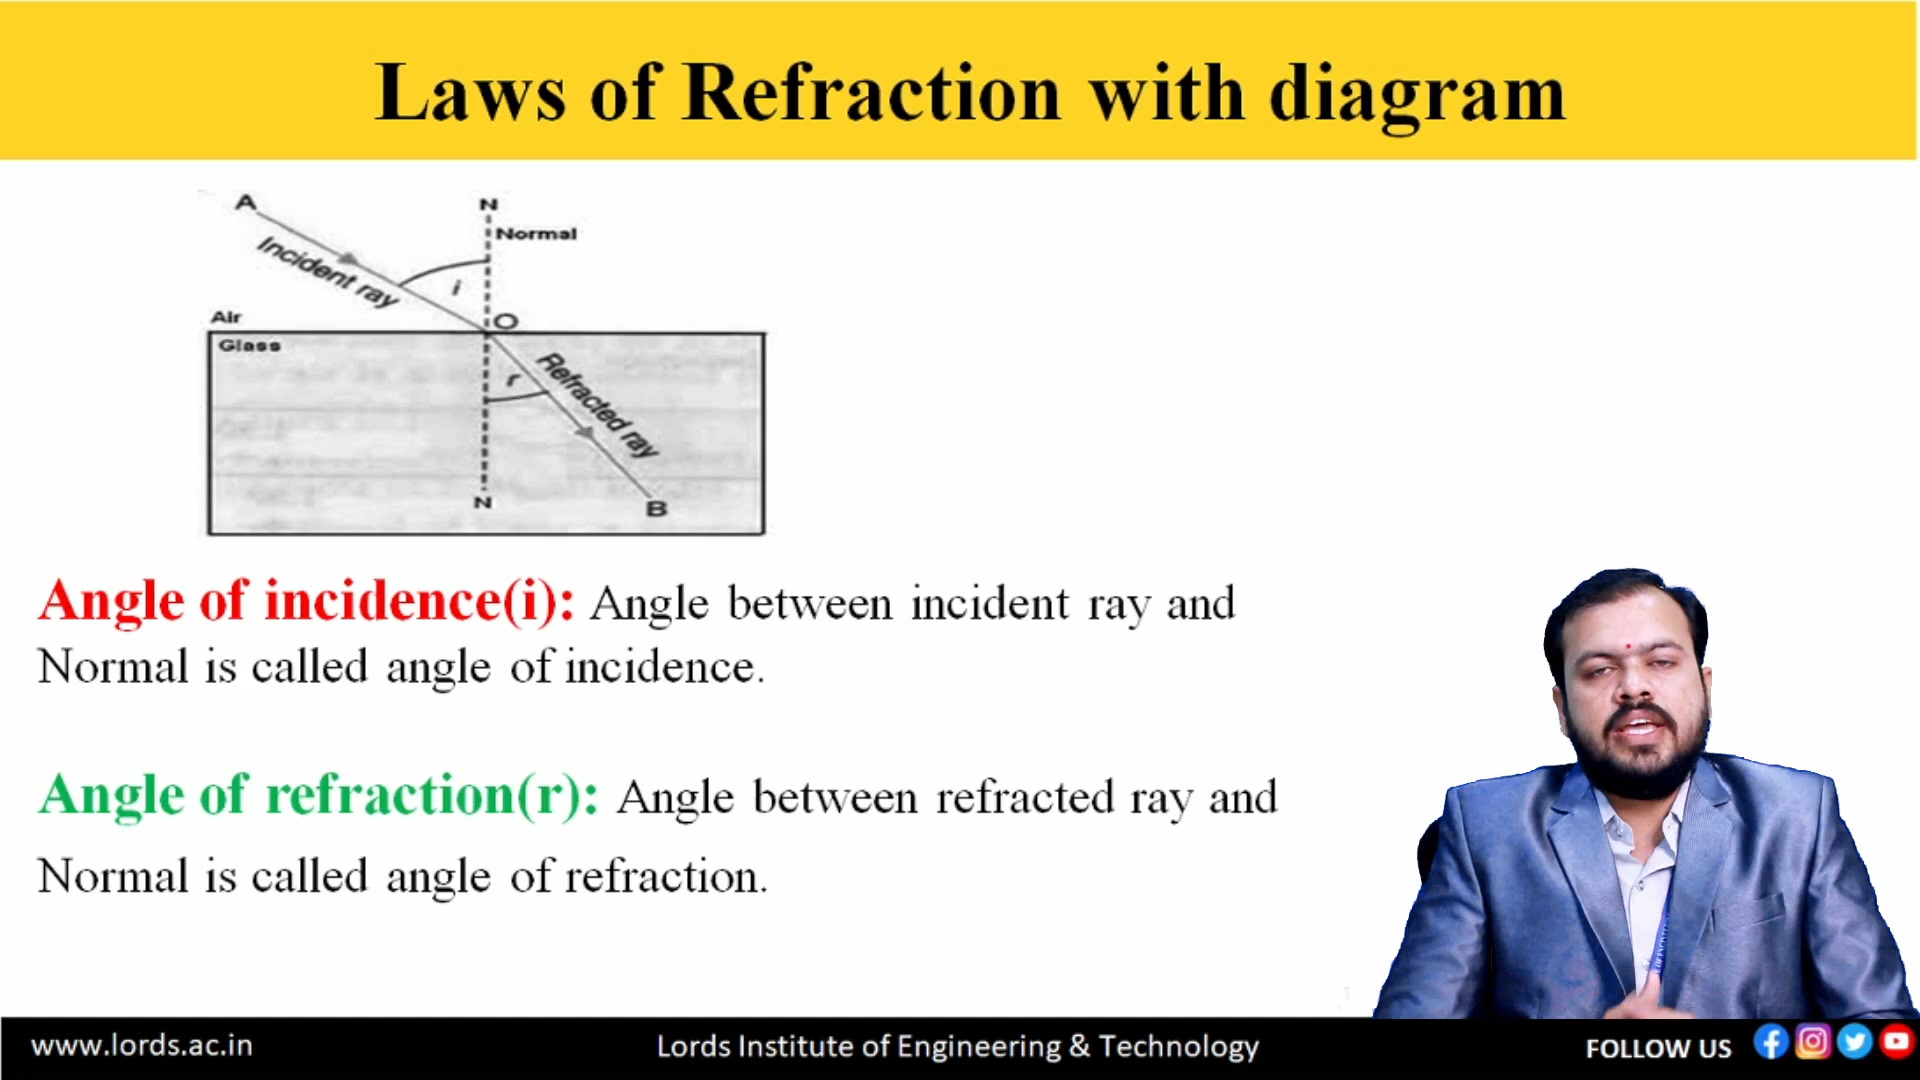 Laws of Refraction with diagram
A
N
Normal
Incident ray
i
Air
O
Glass
r
Refracted ray
N
B
Angle of incidence(i): Angle between incident ray and
Normal is called angle of incidence.
Angle of refraction(r): Angle between refracted ray and
Normal is called angle of refraction.
www.lords.ac.in
Lords Institute of Engineering & Technology
FOLLOW US